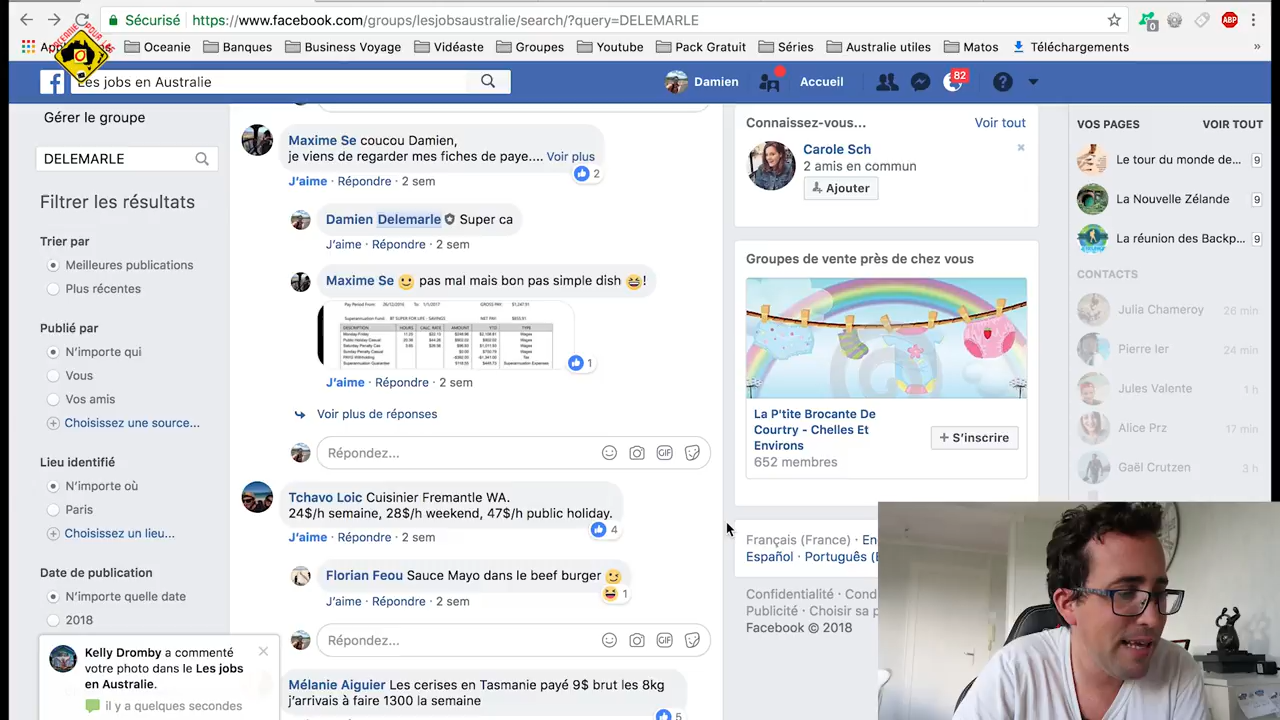 Sécurisé https://www.facebook.com/groups/lesjobsaustralie/search/?query=DELEMARLE
ABP
0
Oceanie Banques Business Voyage Vidéaste Groupes Youtube Pack Gratuit Séries Australie utiles Matos Téléchargements »
Les jobs en Australie
Damien Accueil 82
Gérer le groupe
DELEMARLE
Filtrer les résultats
Trier par
Meilleures publications
Plus récentes
Publié par
N'importe qui
Vous
Vos amis
Choisissez une source...
Lieu identifié
N'importe où
Paris
Choisissez un lieu...
Date de publication
N'importe quelle date
2018
Kelly Dromby a commenté
votre photo dans le Les jobs
en Australie.
il y a quelques secondes
Maxime Se coucou Damien,
je viens de regarder mes fiches de paye.... Voir plus
2
J'aime · Répondre · 2 sem
Damien Delemarle Super ca
J'aime · Répondre · 2 sem
Maxime Se 😉 pas mal mais bon pas simple dish 😆!
1
J'aime · Répondre · 2 sem
Voir plus de réponses
Répondez... GIF
Tchavo Loic Cuisinier Fremantle WA.
24$/h semaine, 28$/h weekend, 47$/h public holiday.
4
J'aime · Répondre · 2 sem
Florian Feou Sauce Mayo dans le beef burger 😉
1
J'aime · Répondre · 2 sem
Répondez... GIF
Mélanie Aiguier Les cerises en Tasmanie payé 9$ brut les 8kg
j'arrivais à faire 1300 la semaine
5
Connaissez-vous... Voir tout
Carole Sch
2 amis en commun
Ajouter
Groupes de vente près de chez vous
La P'tite Brocante De
Courtry - Chelles Et
Environs
652 membres
+ S'inscrire
Français (France) · En
Español · Português (E
Confidentialité · Cond
Publicité · Choisir sa p
Facebook © 2018
VOS PAGES VOIR TOUT
Le tour du monde de... 9
La Nouvelle Zélande 9
La réunion des Backp... 9
CONTACTS
Julia Chameroy 26 min
Pierre Ier 24 min
Jules Valente 1 h
Alice Prz 17 min
Gaël Crutzen 3 h